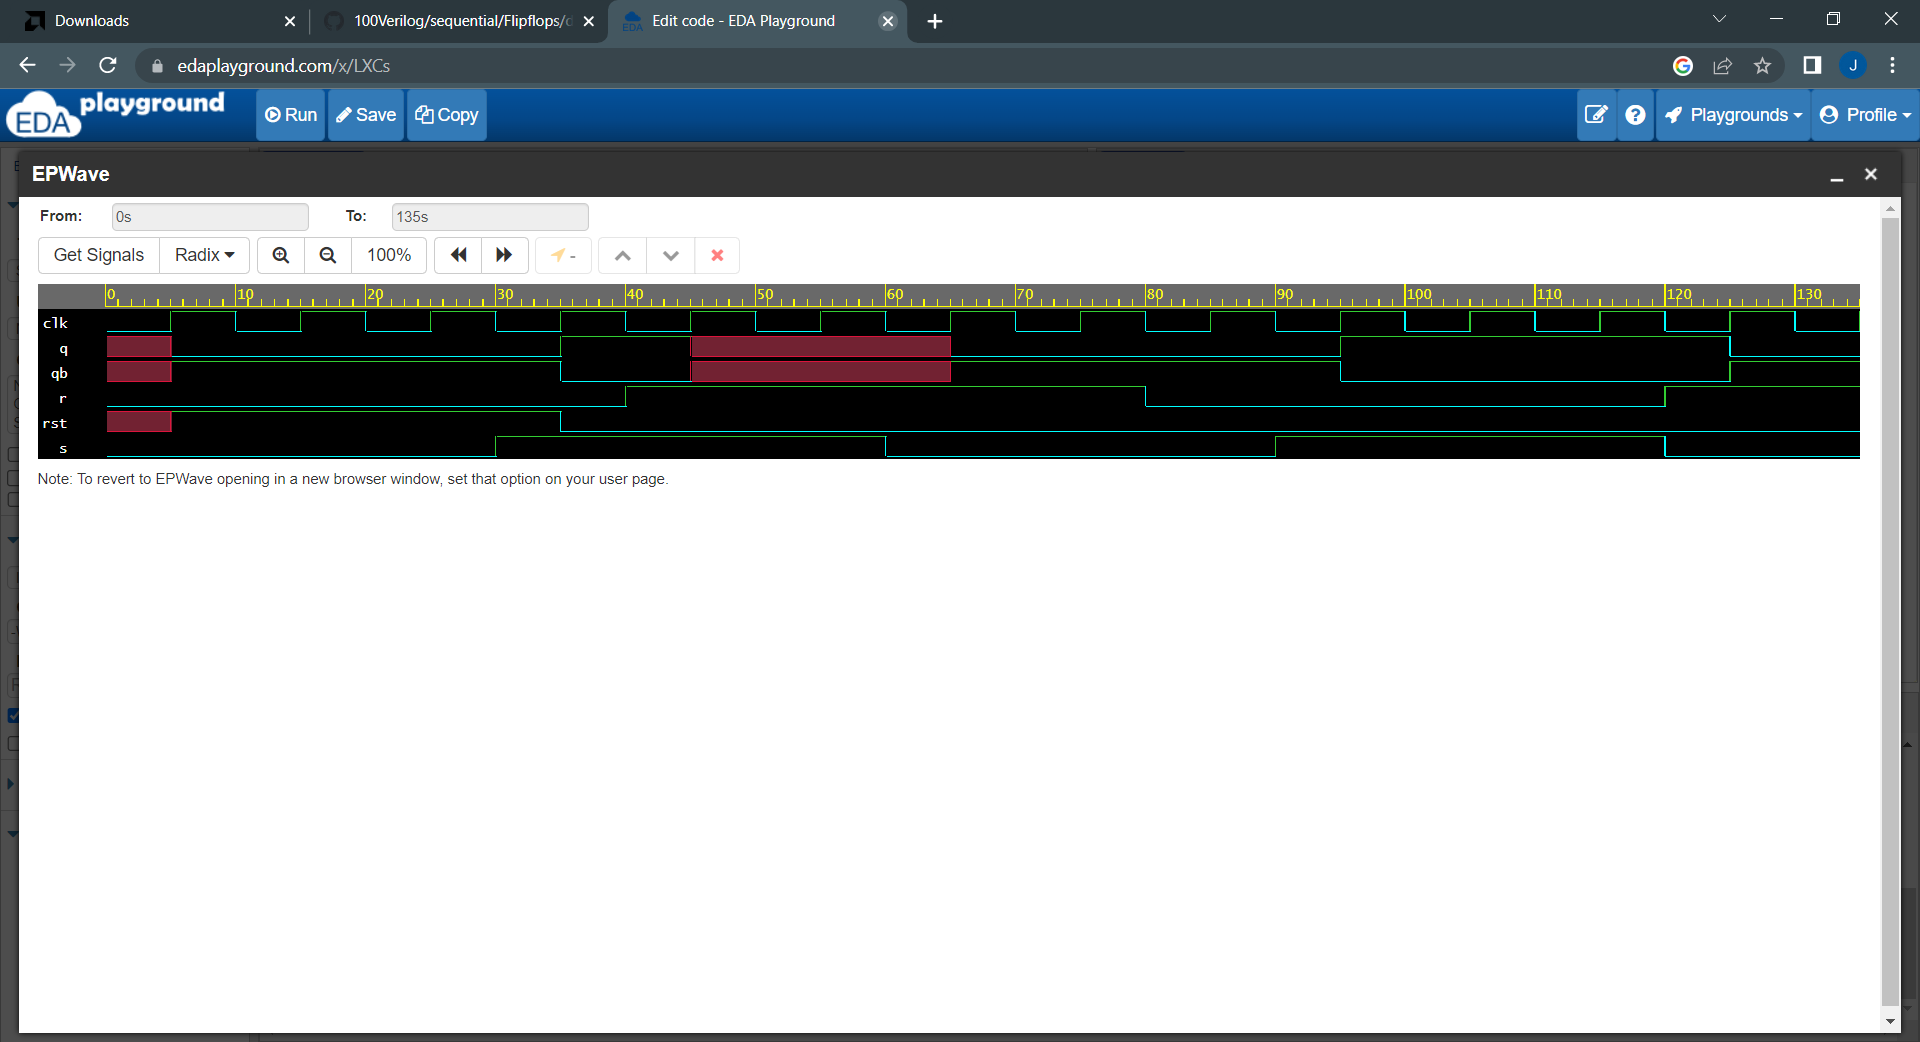 Downloads
100Verilog/sequential/Flipflops/d
Edit code - EDA Playground
edaplayground.com/x/LXCs
J
EDA playground
Run
Save
Copy
Playgrounds
Profile
EPWave
From:
0s
To:
135s
Get Signals
Radix
100%
-
0 10 20 30 40 50 60 70 80 90 100 110 120 130
clk
q
qb
r
rst
s
Note: To revert to EPWave opening in a new browser window, set that option on your user page.